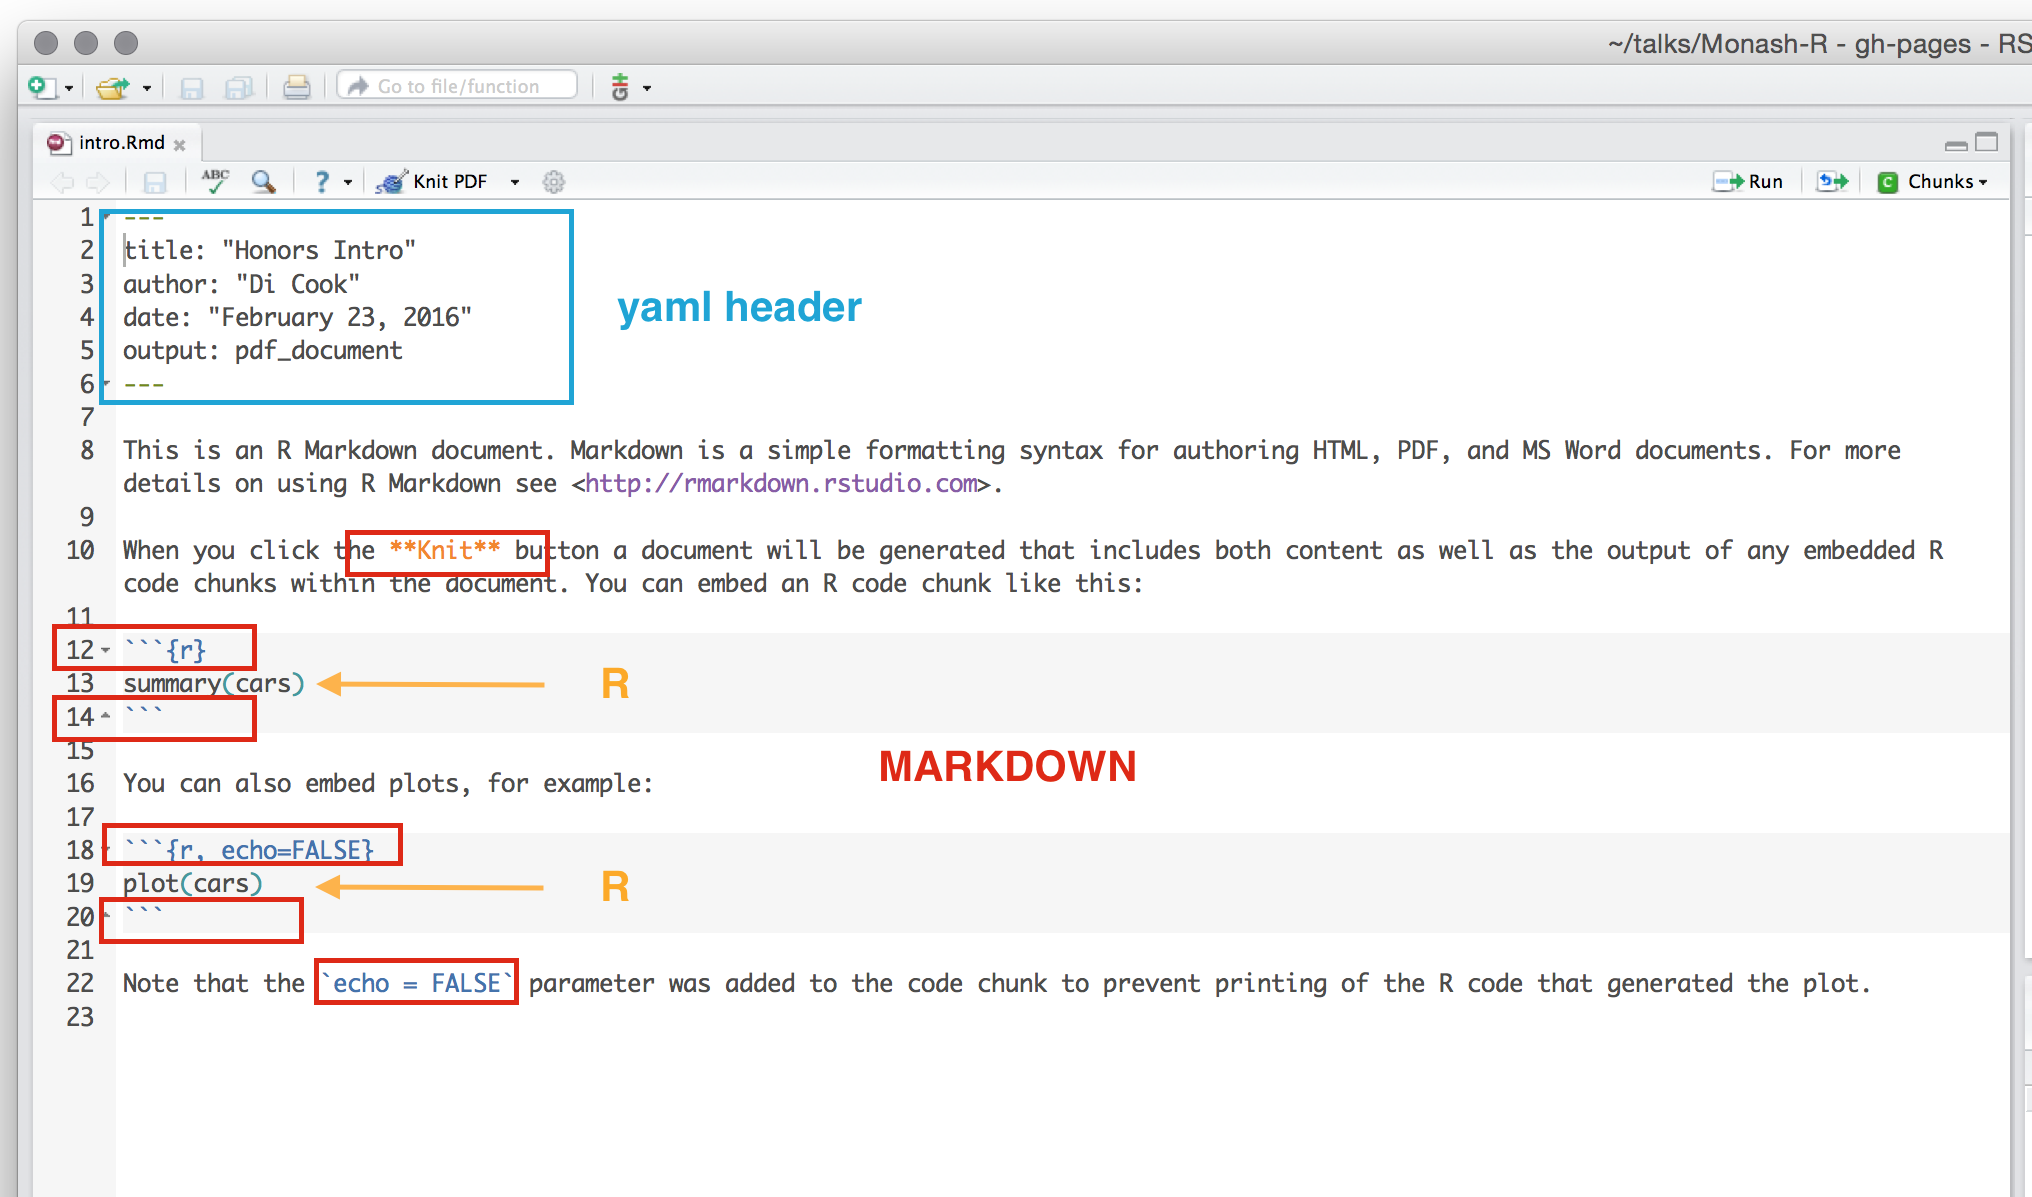 ~/talks/Monash-R - gh-pages - RS
Go to file/function
intro.Rmd
ABC
? Knit PDF
Run
C Chunks
1 ---
2 title: "Honors Intro"
3 author: "Di Cook"
4 date: "February 23, 2016"
5 output: pdf_document
6 ---
yaml header
7
8 This is an R Markdown document. Markdown is a simple formatting syntax for authoring HTML, PDF, and MS Word documents. For more
details on using R Markdown see <http://rmarkdown.rstudio.com>.
9
10 When you click the **Knit** button a document will be generated that includes both content as well as the output of any embedded R
code chunks within the document. You can embed an R code chunk like this:
11
12 ```{r}
13 summary(cars)
R
14 ```
15
MARKDOWN
16 You can also embed plots, for example:
17
18 ```{r, echo=FALSE}
19 plot(cars)
R
20 ```
21
22 Note that the `echo = FALSE` parameter was added to the code chunk to prevent printing of the R code that generated the plot.
23